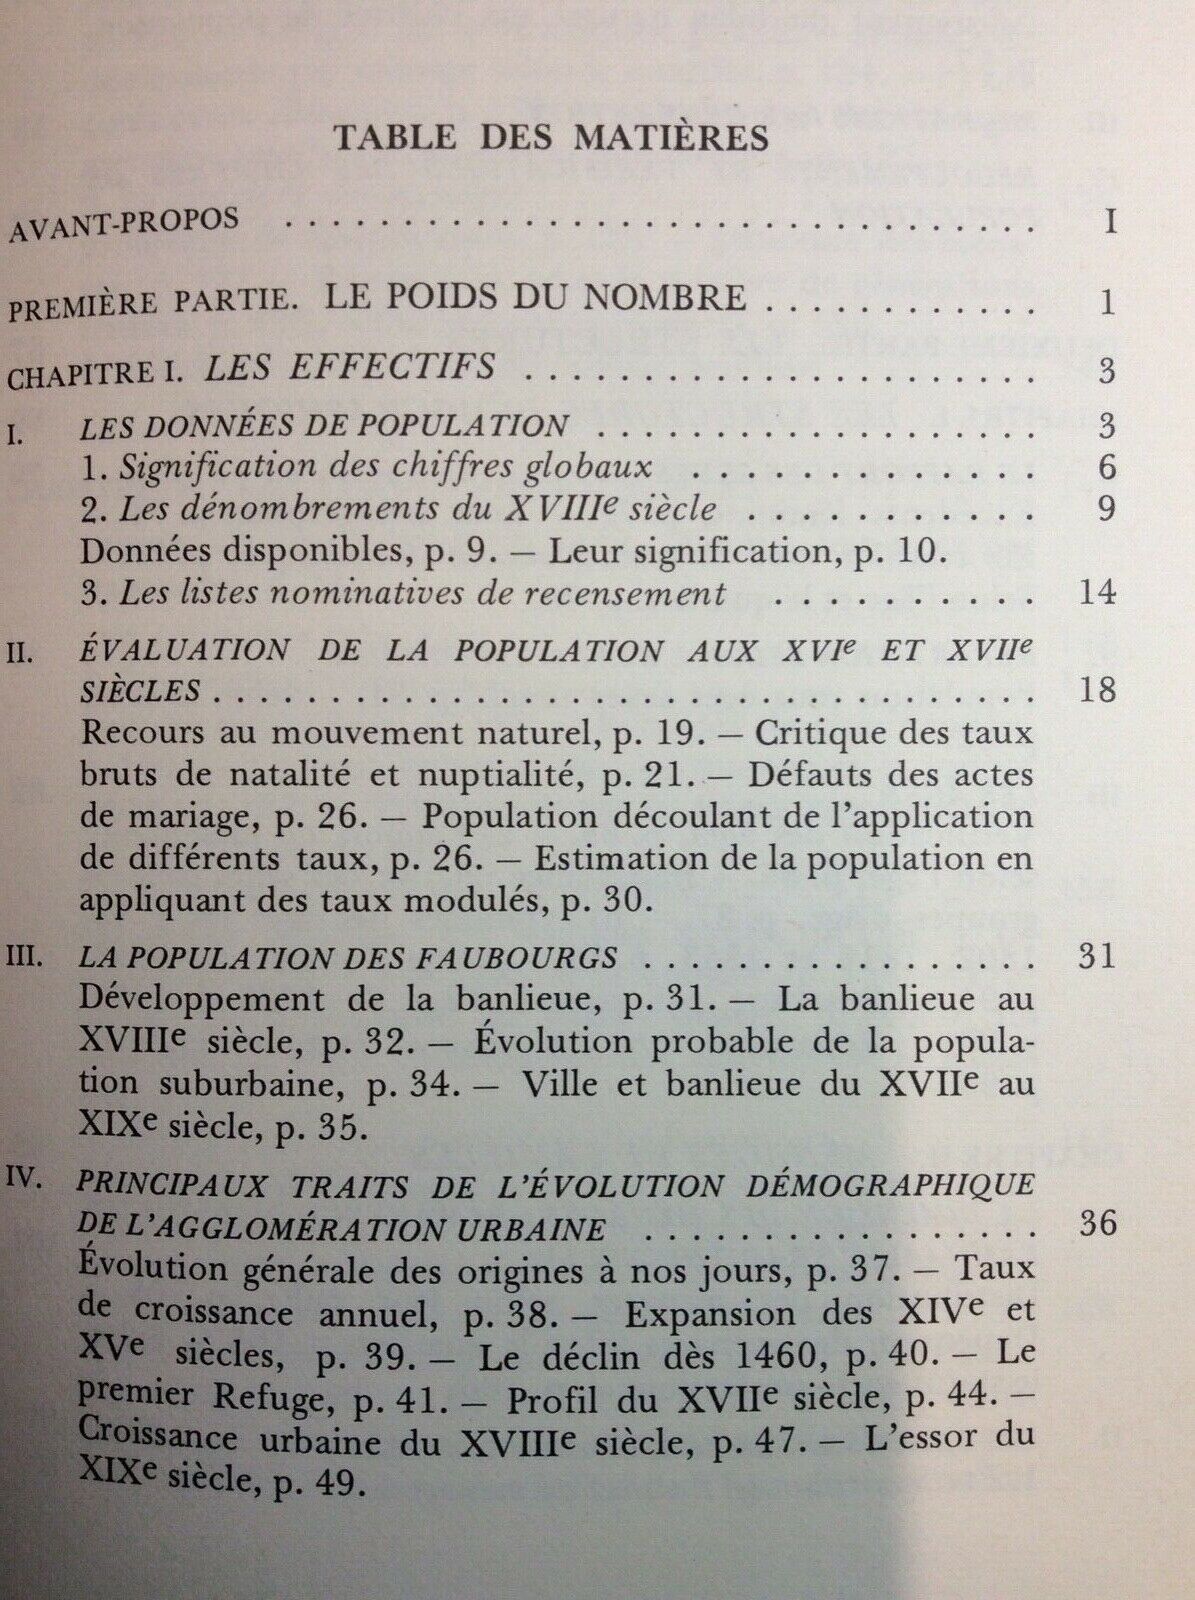 TABLE DES MATIÈRES
AVANT-PROPOS . . . . . . . . . . . . . . . . . . . . . . . . . . . . . . . . I
PREMIÈRE PARTIE. LE POIDS DU NOMBRE . . . . . . . . . . . . 1
CHAPITRE I. LES EFFECTIFS . . . . . . . . . . . . . . . . . . . . . . 3
I. LES DONNÉES DE POPULATION . . . . . . . . . . . . . . . . . . . 3
1. Signification des chiffres globaux . . . . . . . . . . . . . . . 6
2. Les dénombrements du XVIIIe siècle . . . . . . . . . . . . 9
Données disponibles, p. 9. — Leur signification, p. 10.
3. Les listes nominatives de recensement . . . . . . . . . . . 14
II. ÉVALUATION DE LA POPULATION AUX XVIe ET XVIIe
SIÈCLES . . . . . . . . . . . . . . . . . . . . . . . . . . . . . . . . . . . 18
Recours au mouvement naturel, p. 19. — Critique des taux
bruts de natalité et nuptialité, p. 21. — Défauts des actes
de mariage, p. 26. — Population découlant de l'application
de différents taux, p. 26. — Estimation de la population en
appliquant des taux modulés, p. 30.
III. LA POPULATION DES FAUBOURGS . . . . . . . . . . . . . . . . . 31
Développement de la banlieue, p. 31. — La banlieue au
XVIIIe siècle, p. 32. — Évolution probable de la popula-
tion suburbaine, p. 34. — Ville et banlieue du XVIIe au
XIXe siècle, p. 35.
IV. PRINCIPAUX TRAITS DE L'ÉVOLUTION DÉMOGRAPHIQUE
DE L'AGGLOMÉRATION URBAINE . . . . . . . . . . . . . . . . . 36
Évolution générale des origines à nos jours, p. 37. — Taux
de croissance annuel, p. 38. — Expansion des XIVe et
XVe siècles, p. 39. — Le déclin dès 1460, p. 40. — Le
premier Refuge, p. 41. — Profil du XVIIe siècle, p. 44. —
Croissance urbaine du XVIIIe siècle, p. 47. — L'essor du
XIXe siècle, p. 49.